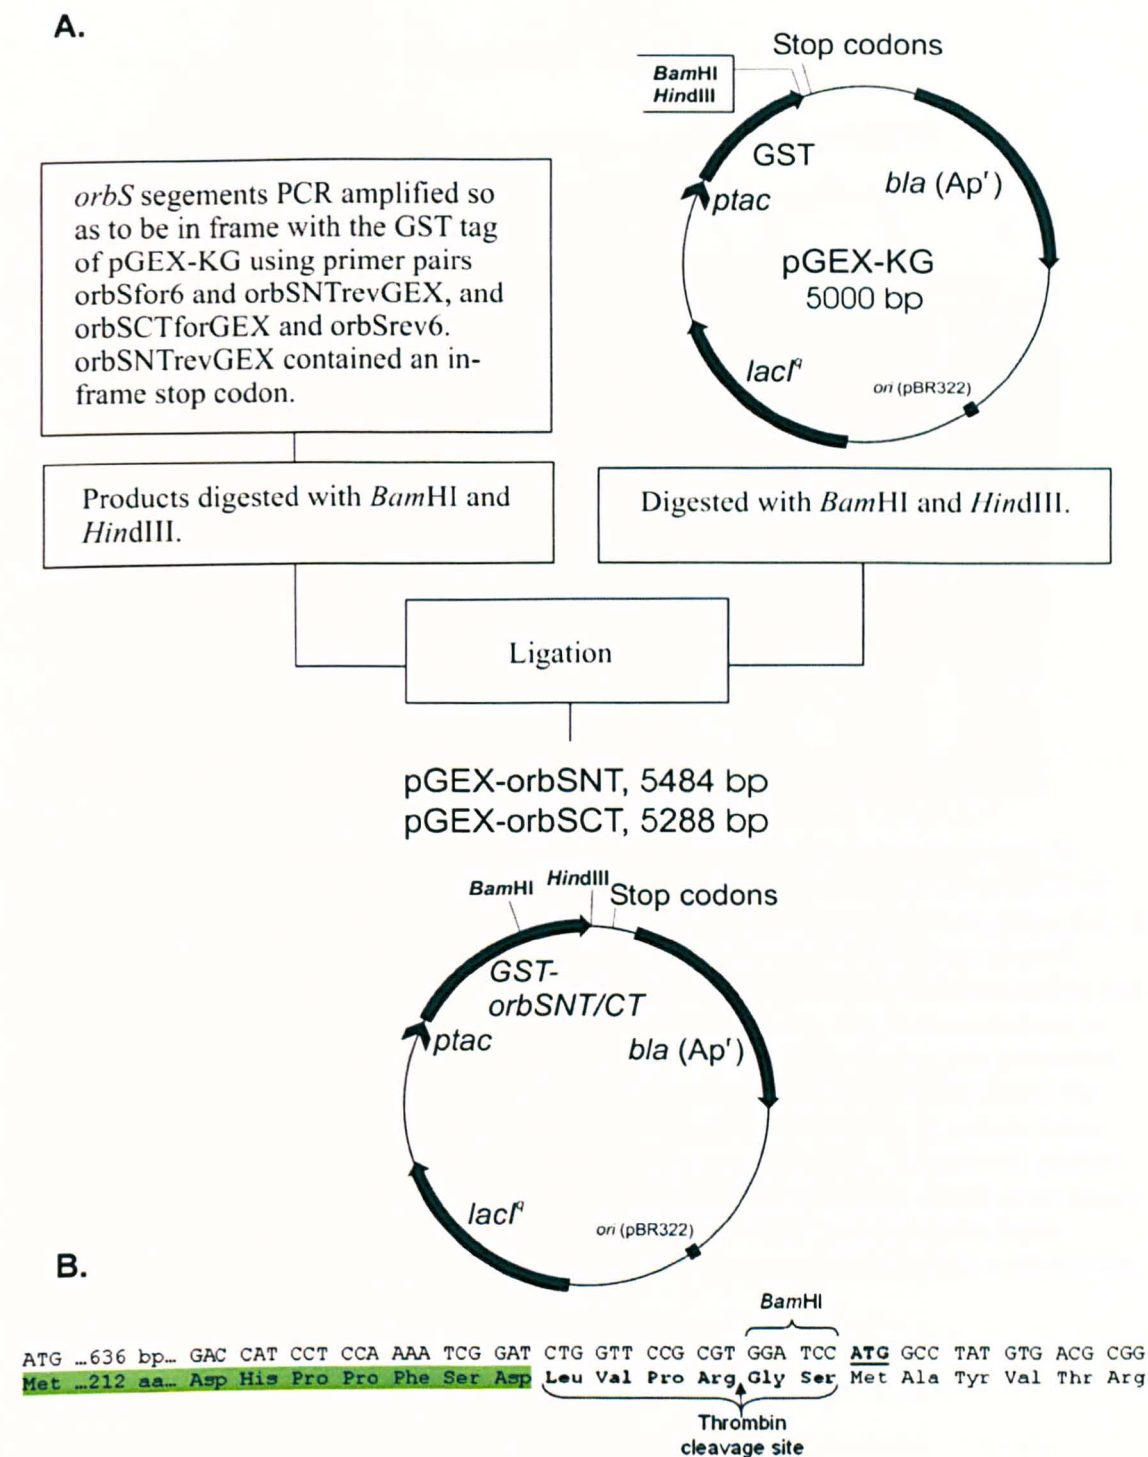 A.
Stop codons
BamHI
HindIII
GST
bla (Apʳ)
ptac
pGEX-KG
5000 bp
lacIq
ori (pBR322)
orbS segements PCR amplified so
as to be in frame with the GST tag
of pGEX-KG using primer pairs
orbSfor6 and orbSNTrevGEX, and
orbSCTforGEX and orbSrev6.
orbSNTrevGEX contained an in-
frame stop codon.
Products digested with BamHI and
HindIII.
Digested with BamHI and HindIII.
Ligation
pGEX-orbSNT, 5484 bp
pGEX-orbSCT, 5288 bp
BamHI
HindIII
Stop codons
GST-
orbSNT/CT
ptac
bla (Apʳ)
lacIq
ori (pBR322)
B.
BamHI
ATG ...636 bp... GAC CAT CCT CCA AAA TCG GAT CTG GTT CCG CGT GGA TCC ATG GCC TAT GTG ACG CGG
Met ...212 aa... Asp His Pro Pro Phe Ser Asp Leu Val Pro Arg Gly Ser Met Ala Tyr Val Thr Arg
Thrombin
cleavage site